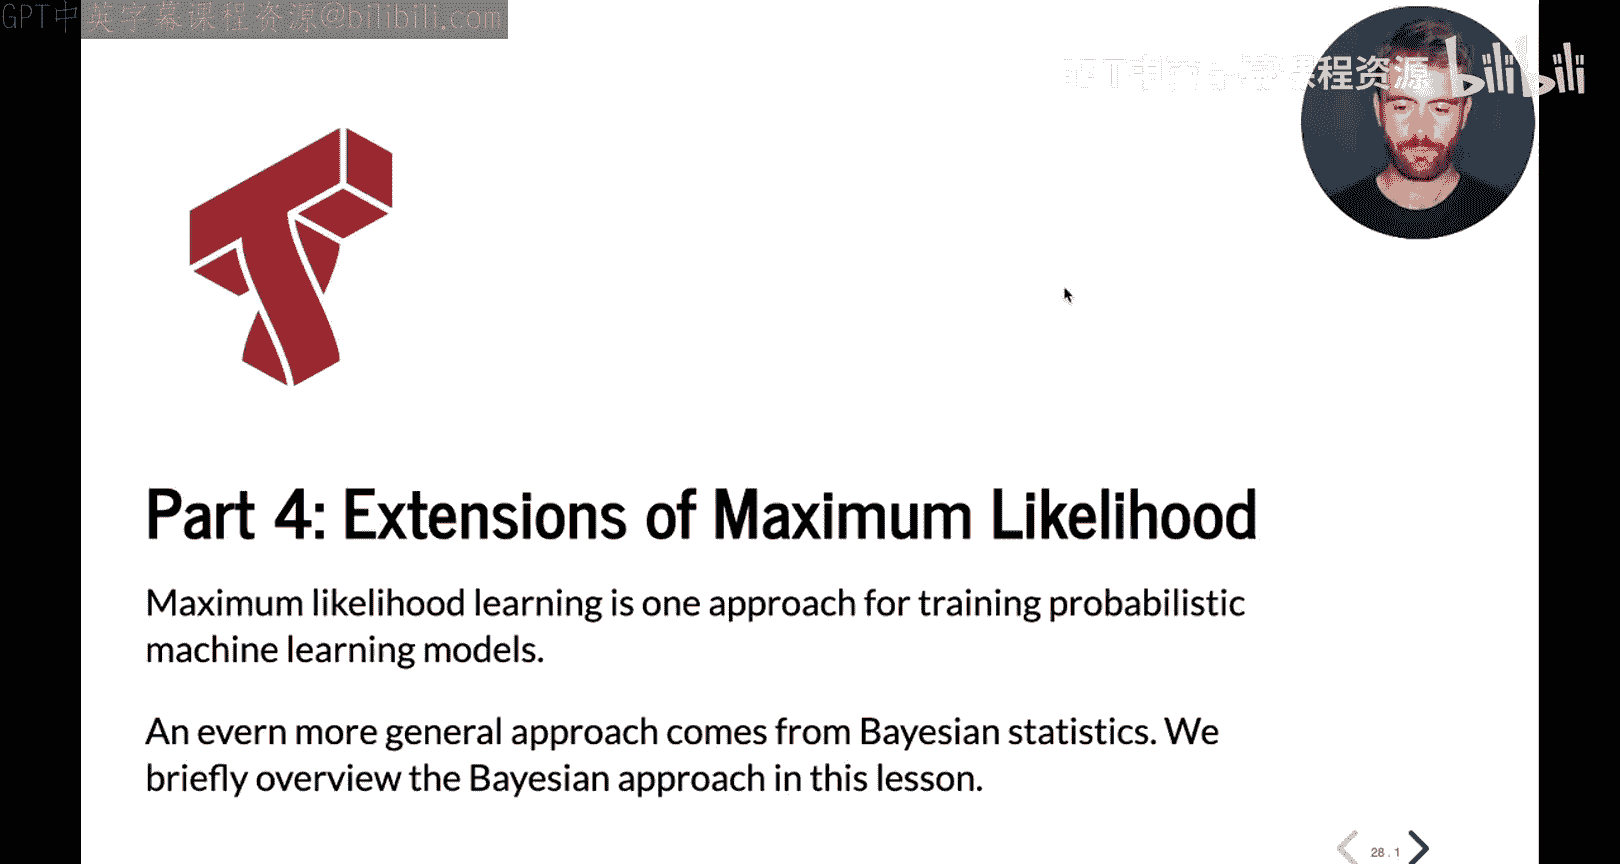 GPT中英字幕课程资源@bilibili.com
课程资源 bilibili
Part 4: Extensions of Maximum Likelihood
Maximum likelihood learning is one approach for training probabilistic
machine learning models.
An evern more general approach comes from Bayesian statistics. We
briefly overview the Bayesian approach in this lesson.
28.1